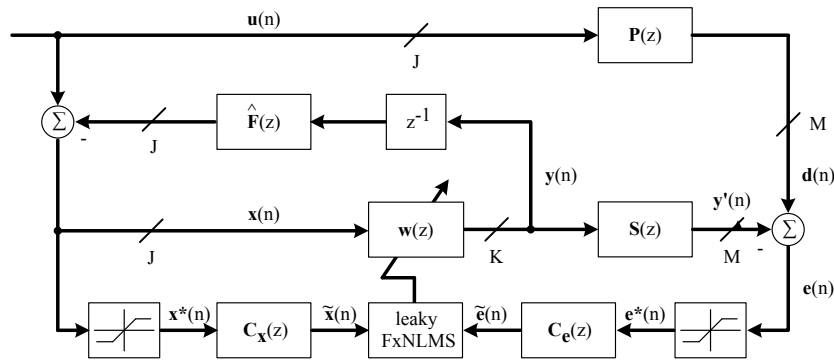 u(n)
J
P(z)
Σ
-
J
F̂(z)
z⁻¹
M
y(n)
d(n)
x(n)
J
w(z)
K
S(z)
y'(n)
M
-
Σ
e(n)
x*(n)
Cₓ(z)
x̃(n)
leaky
FxNLMS
ẽ(n)
Cₑ(z)
e*(n)